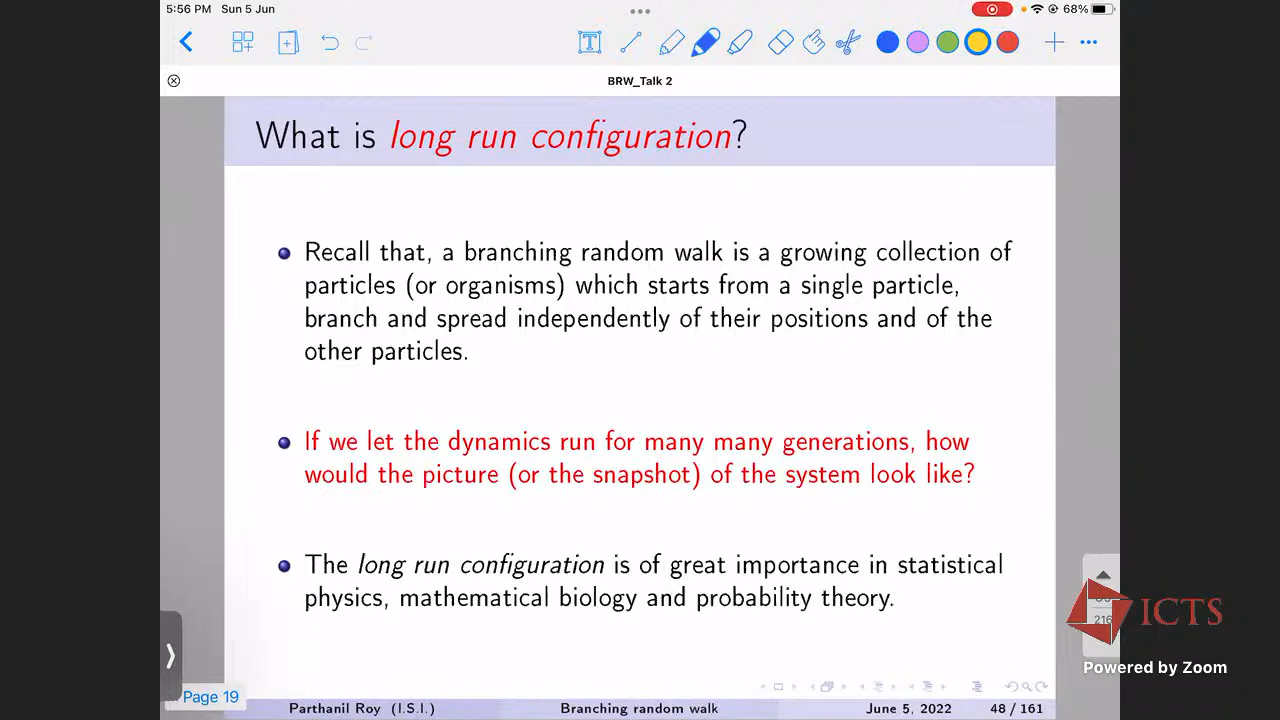 5:56 PM Sun 5 Jun
68%
BRW_Talk 2
What is long run configuration?
Recall that, a branching random walk is a growing collection of
particles (or organisms) which starts from a single particle,
branch and spread independently of their positions and of the
other particles.
If we let the dynamics run for many many generations, how
would the picture (or the snapshot) of the system look like?
The long run configuration is of great importance in statistical
physics, mathematical biology and probability theory.
216
ICTS
Powered by Zoom
Page 19
Parthanil Roy (I.S.I.) Branching random walk June 5, 2022 48 / 161